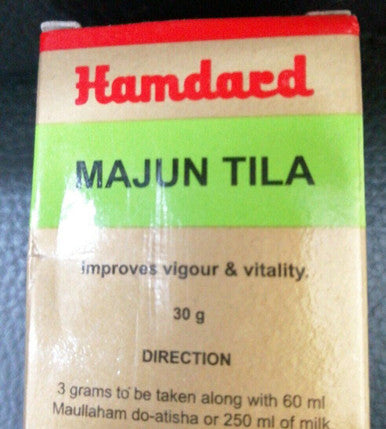 Hamdard
MAJUN TILA
Improves vigour & vitality.
30 g
DIRECTION
3 grams to be taken along with 60 ml
Maullaham do-atisha or 250 ml of milk